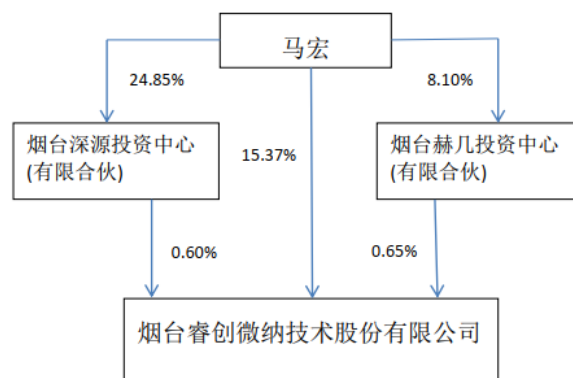 马宏
24.85%
8.10%
烟台深源投资中心
(有限合伙)
15.37%
烟台赫几投资中心
(有限合伙)
0.60%
0.65%
烟台睿创微纳技术股份有限公司